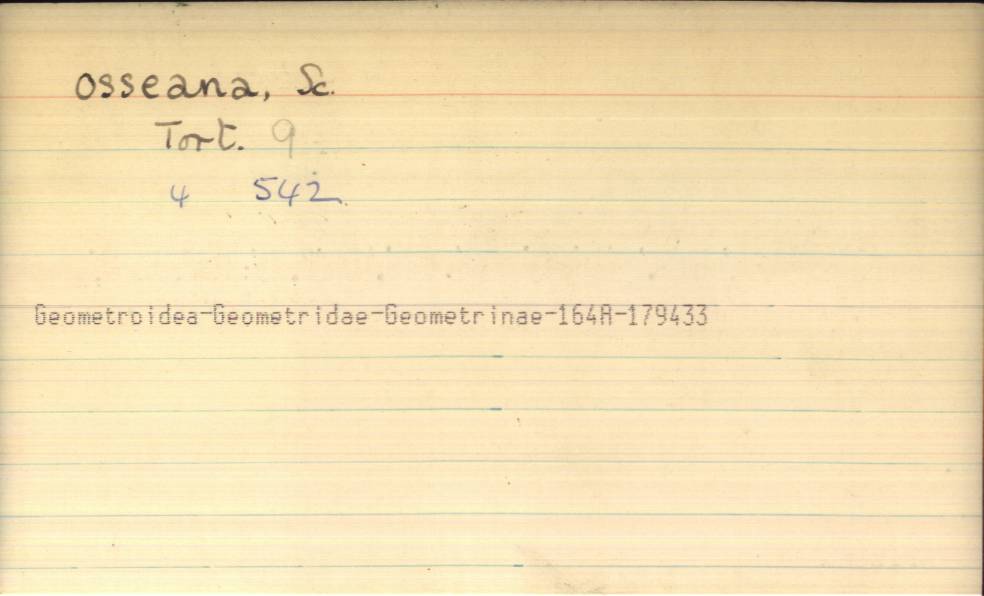 osseana, Sc.
Tort. 9
4 542
Geometroidea-Geometridae-Geometrinae-164A-179433